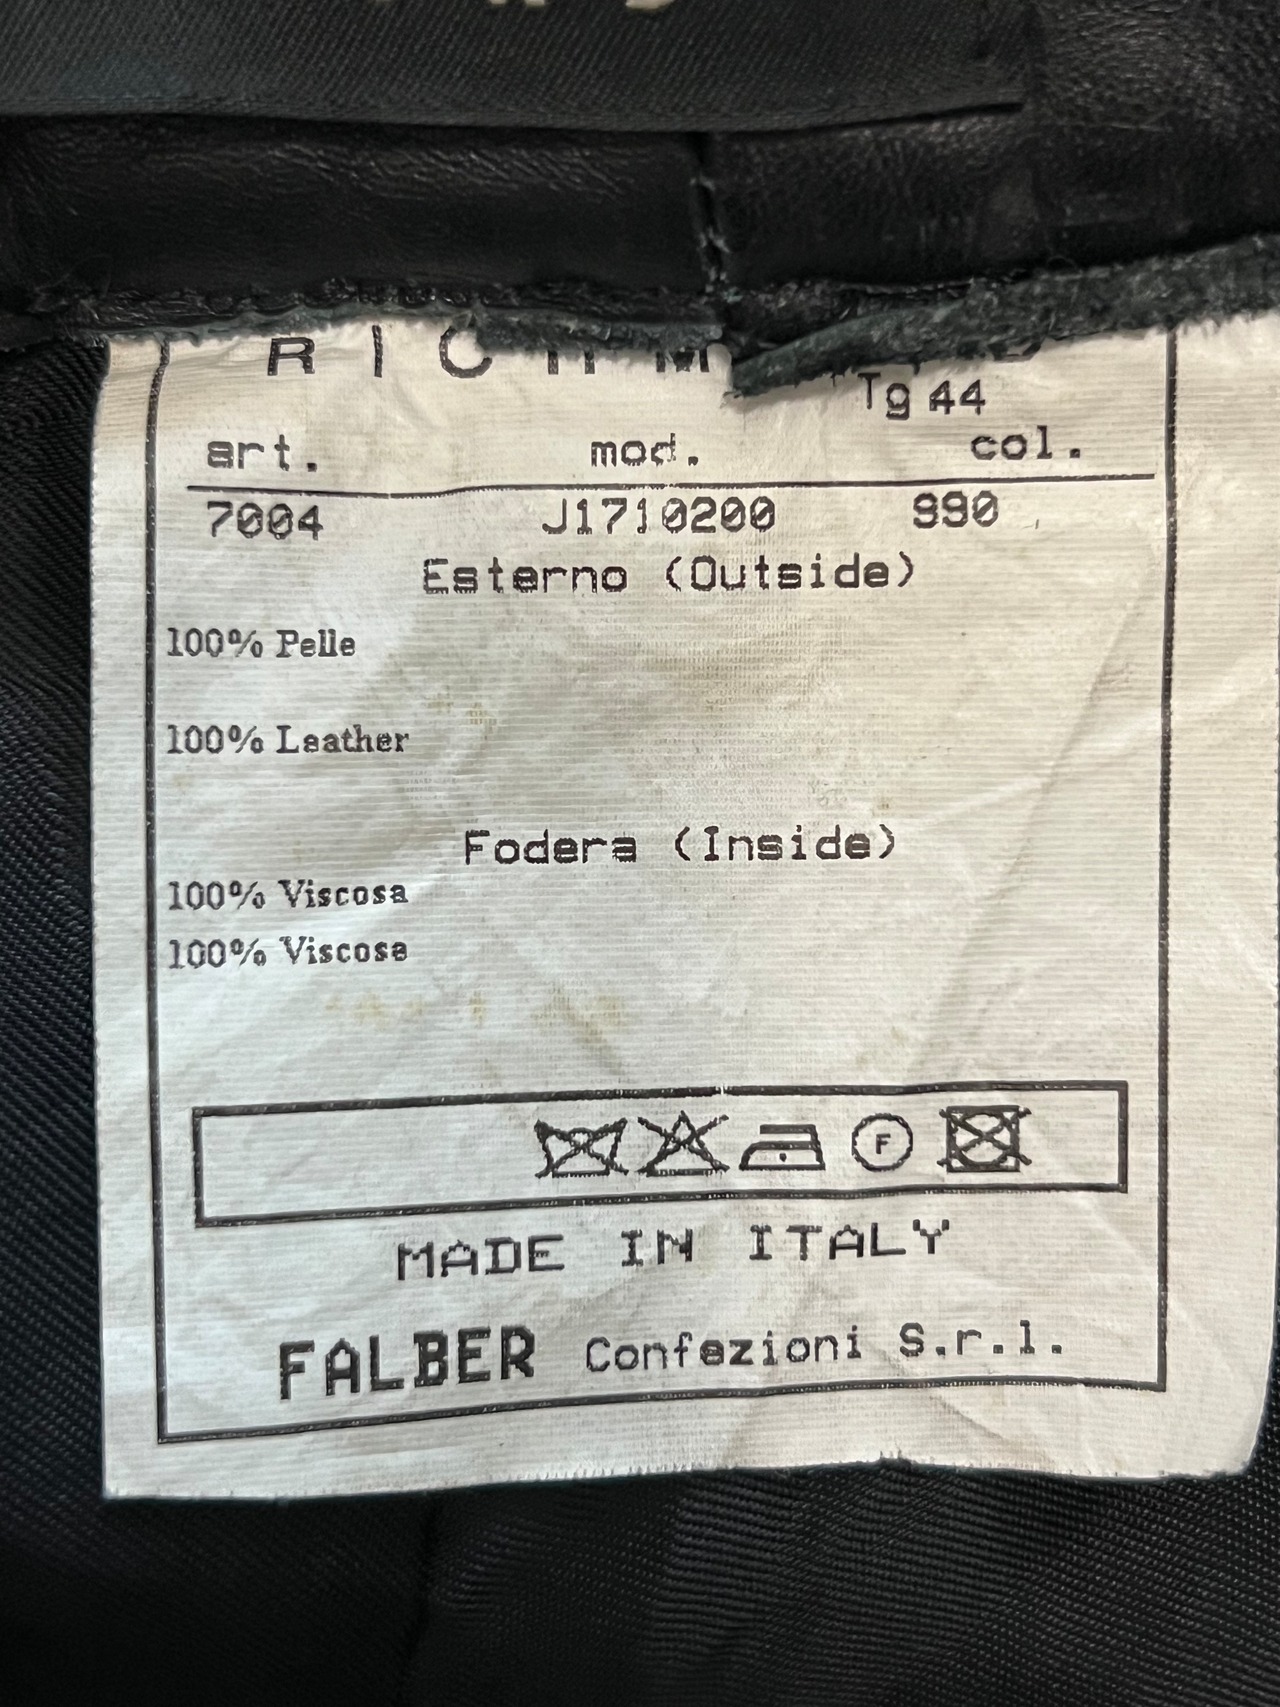 Tg 44
art. mod. col.
7004 J1710200 990
Esterno (Outside)
100% Pelle
100% Leather
Fodera (Inside)
100% Viscosa
100% Viscose
F
MADE IN ITALY
FALBER Confezioni S.r.l.